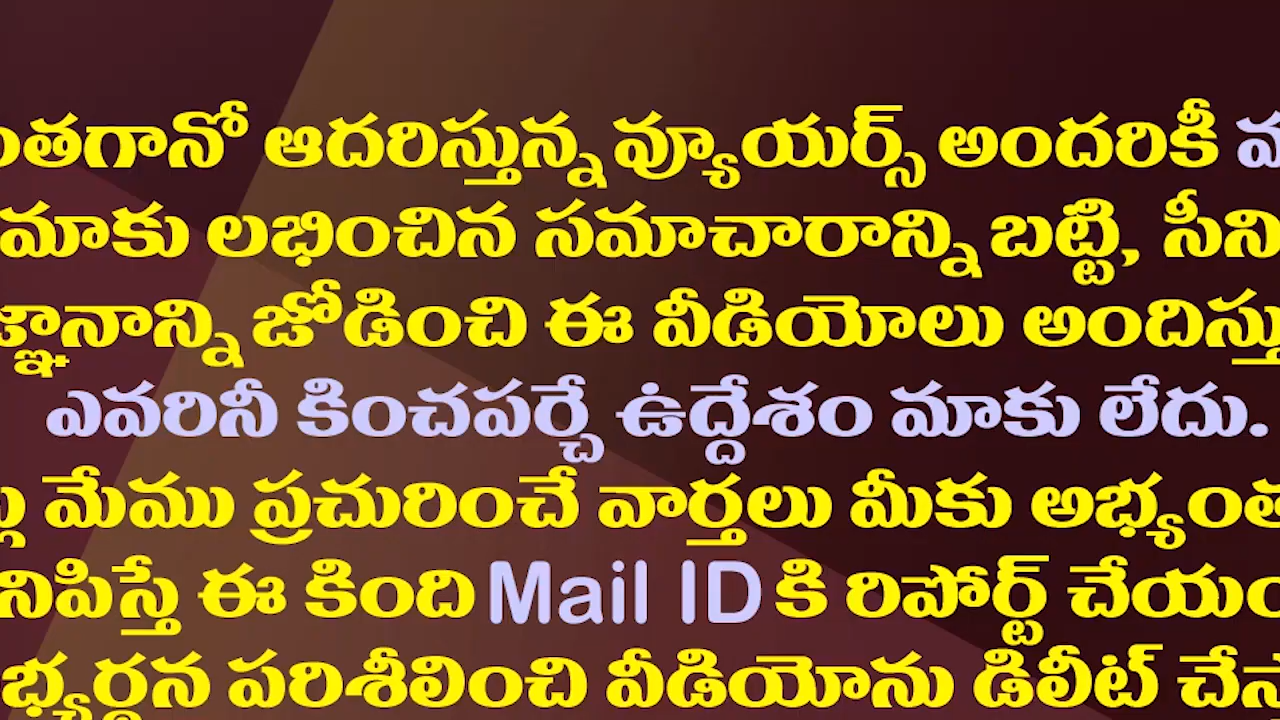 ంతగానో ఆదరిస్తున్న వ్యూయర్స్ అందరికీ
మాకు లభించిన సమాచారాన్ని బట్టి, సీని
జ్ఞానాన్ని జోడించి ఈ వీడియోలు అందిస్తు
ఎవరినీ కించపర్చే ఉద్దేశం మాకు లేదు.
మేము ప్రచురించే వార్తలు మీకు అభ్యంత
నిపిస్తే ఈ కింది Mail ID కి రిపోర్ట్ చేయం
భ్యర్థన పరిశీలించి వీడియోను డిలీట్ చేస